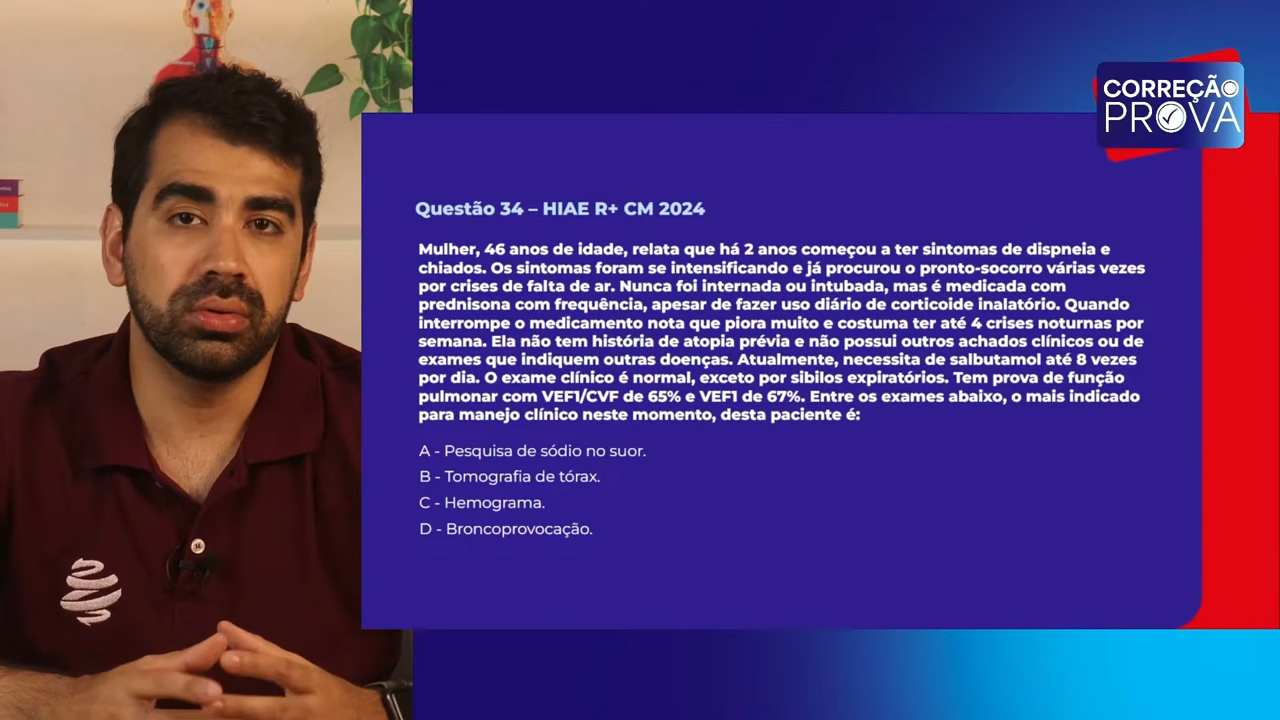 CORREÇÃO
PROVA
Questão 34 – HIAE R+ CM 2024
Mulher, 46 anos de idade, relata que há 2 anos começou a ter sintomas de dispneia e
chiados. Os sintomas foram se intensificando e já procurou o pronto-socorro várias vezes
por crises de falta de ar. Nunca foi internada ou intubada, mas é medicada com
prednisona com frequência, apesar de fazer uso diário de corticoide inalatório. Quando
interrompe o medicamento nota que piora muito e costuma ter até 4 crises noturnas por
semana. Ela não tem história de atopia prévia e não possui outros achados clínicos ou de
exames que indiquem outras doenças. Atualmente, necessita de salbutamol até 8 vezes
por dia. O exame clínico é normal, exceto por sibilos expiratórios. Tem prova de função
pulmonar com VEF1/CVF de 65% e VEF1 de 67%. Entre os exames abaixo, o mais indicado
para manejo clínico neste momento, desta paciente é:
A - Pesquisa de sódio no suor.
B - Tomografia de tórax.
C - Hemograma.
D - Broncoprovocação.